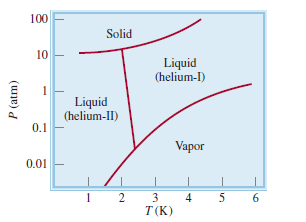 100
Solid
10
Liquid
(helium-I)
P (atm)
1
Liquid
(helium-II)
0.1
Vapor
0.01
1 2 3 4 5 6
T (K)